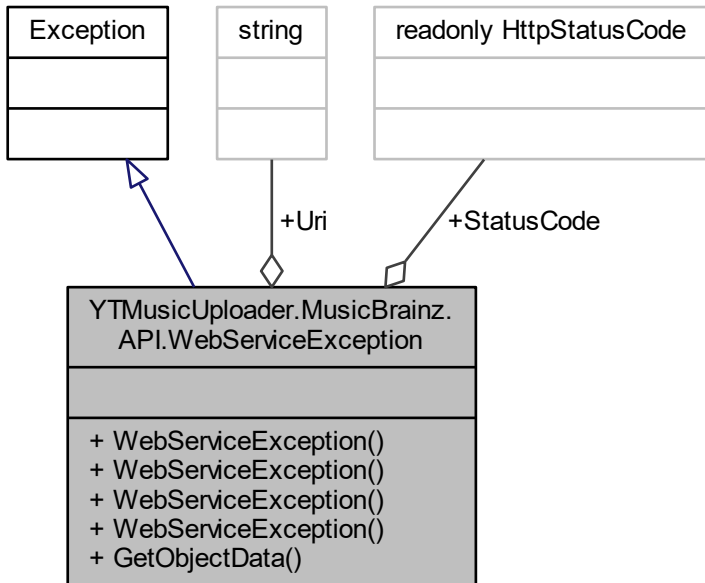 Exception
string
readonly HttpStatusCode
+Uri
+StatusCode
YTMusicUploader.MusicBrainz.
API.WebServiceException
+ WebServiceException()
+ WebServiceException()
+ WebServiceException()
+ WebServiceException()
+ GetObjectData()